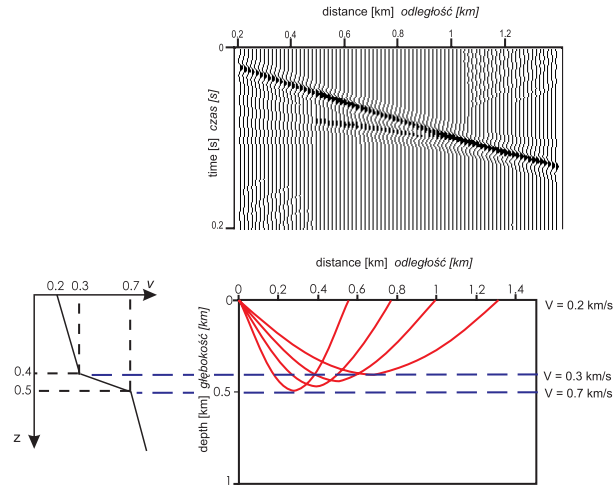 distance [km] odległość [km]
0.2 0.4 0.6 0.8 1 1.2
0
time [s] czas [s]
0.2
distance [km] odległość [km]
0.2 0.3 0.7 v
0 0.2 0.4 0.6 0.8 1 1.2 1.4
0
V = 0.2 km/s
depth [km] głębokość [km]
0.4
V = 0.3 km/s
0.5
0.5
V = 0.7 km/s
z
1